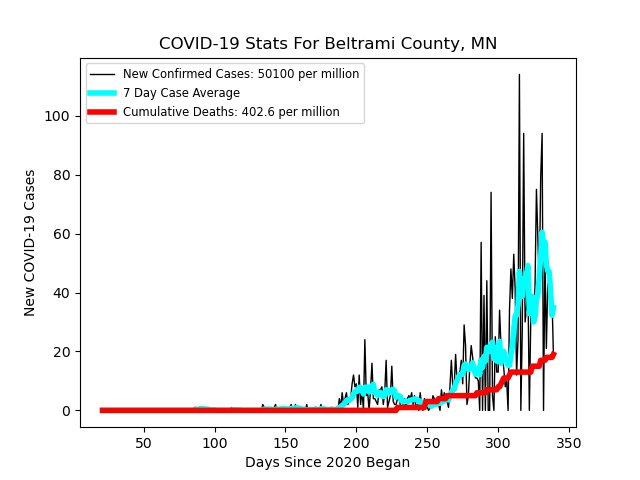 COVID-19 Stats For Beltrami County, MN
New Confirmed Cases: 50100 per million
7 Day Case Average
Cumulative Deaths: 402.6 per million
New COVID-19 Cases
100
80
60
40
20
0
50 100 150 200 250 300 350
Days Since 2020 Began